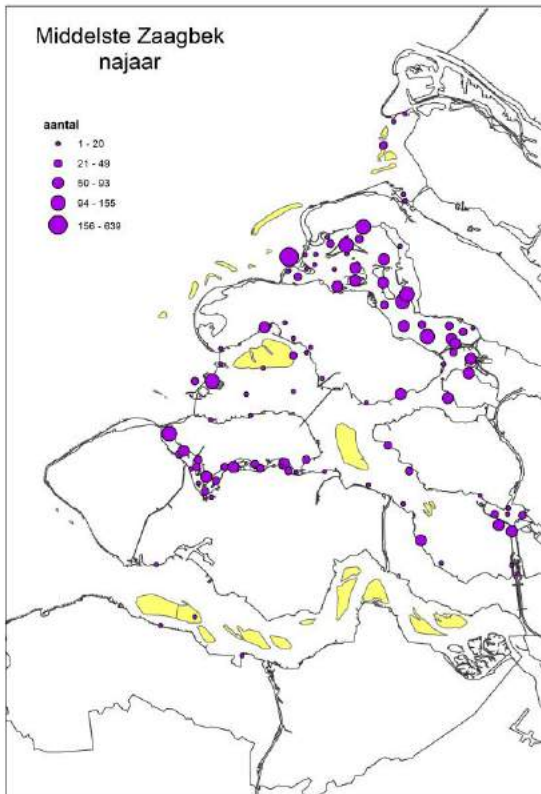 Middelste Zaagbek
najaar
aantal
1 - 20
21 - 49
50 - 93
94 - 155
156 - 639